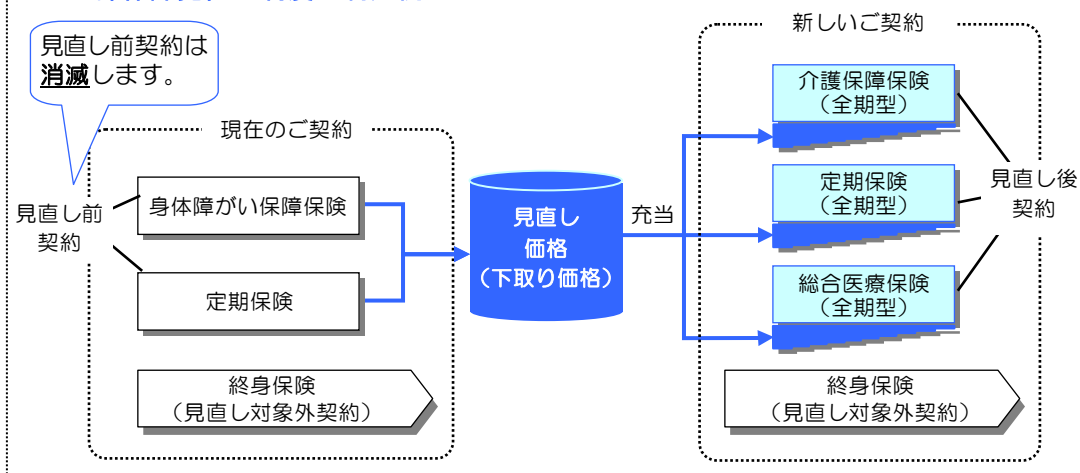 新しいご契約
見直し前契約は
消滅します。
現在のご契約
見直し前
契約
身体障がい保障保険
定期保険
終身保険
(見直し対象外契約)
見直し
価格
(下取り価格)
充当
介護保障保険
(全期型)
定期保険
(全期型)
総合医療保険
(全期型)
見直し後
契約
終身保険
(見直し対象外契約)